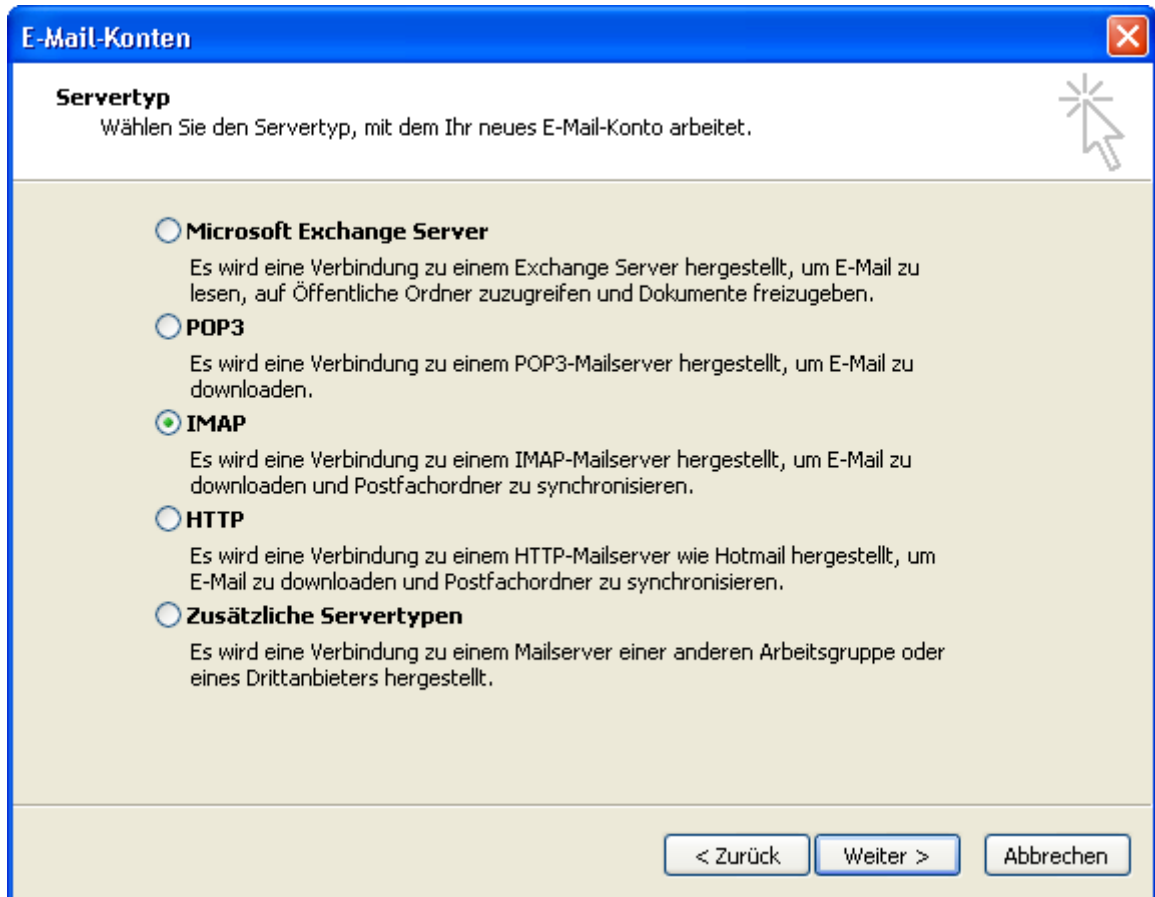 E-Mail-Konten
Servertyp
Wählen Sie den Servertyp, mit dem Ihr neues E-Mail-Konto arbeitet.
Microsoft Exchange Server
Es wird eine Verbindung zu einem Exchange Server hergestellt, um E-Mail zu
lesen, auf Öffentliche Ordner zuzugreifen und Dokumente freizugeben.
POP3
Es wird eine Verbindung zu einem POP3-Mailserver hergestellt, um E-Mail zu
downloaden.
IMAP
Es wird eine Verbindung zu einem IMAP-Mailserver hergestellt, um E-Mail zu
downloaden und Postfachordner zu synchronisieren.
HTTP
Es wird eine Verbindung zu einem HTTP-Mailserver wie Hotmail hergestellt, um
E-Mail zu downloaden und Postfachordner zu synchronisieren.
Zusätzliche Servertypen
Es wird eine Verbindung zu einem Mailserver einer anderen Arbeitsgruppe oder
eines Drittanbieters hergestellt.
< Zurück Weiter > Abbrechen